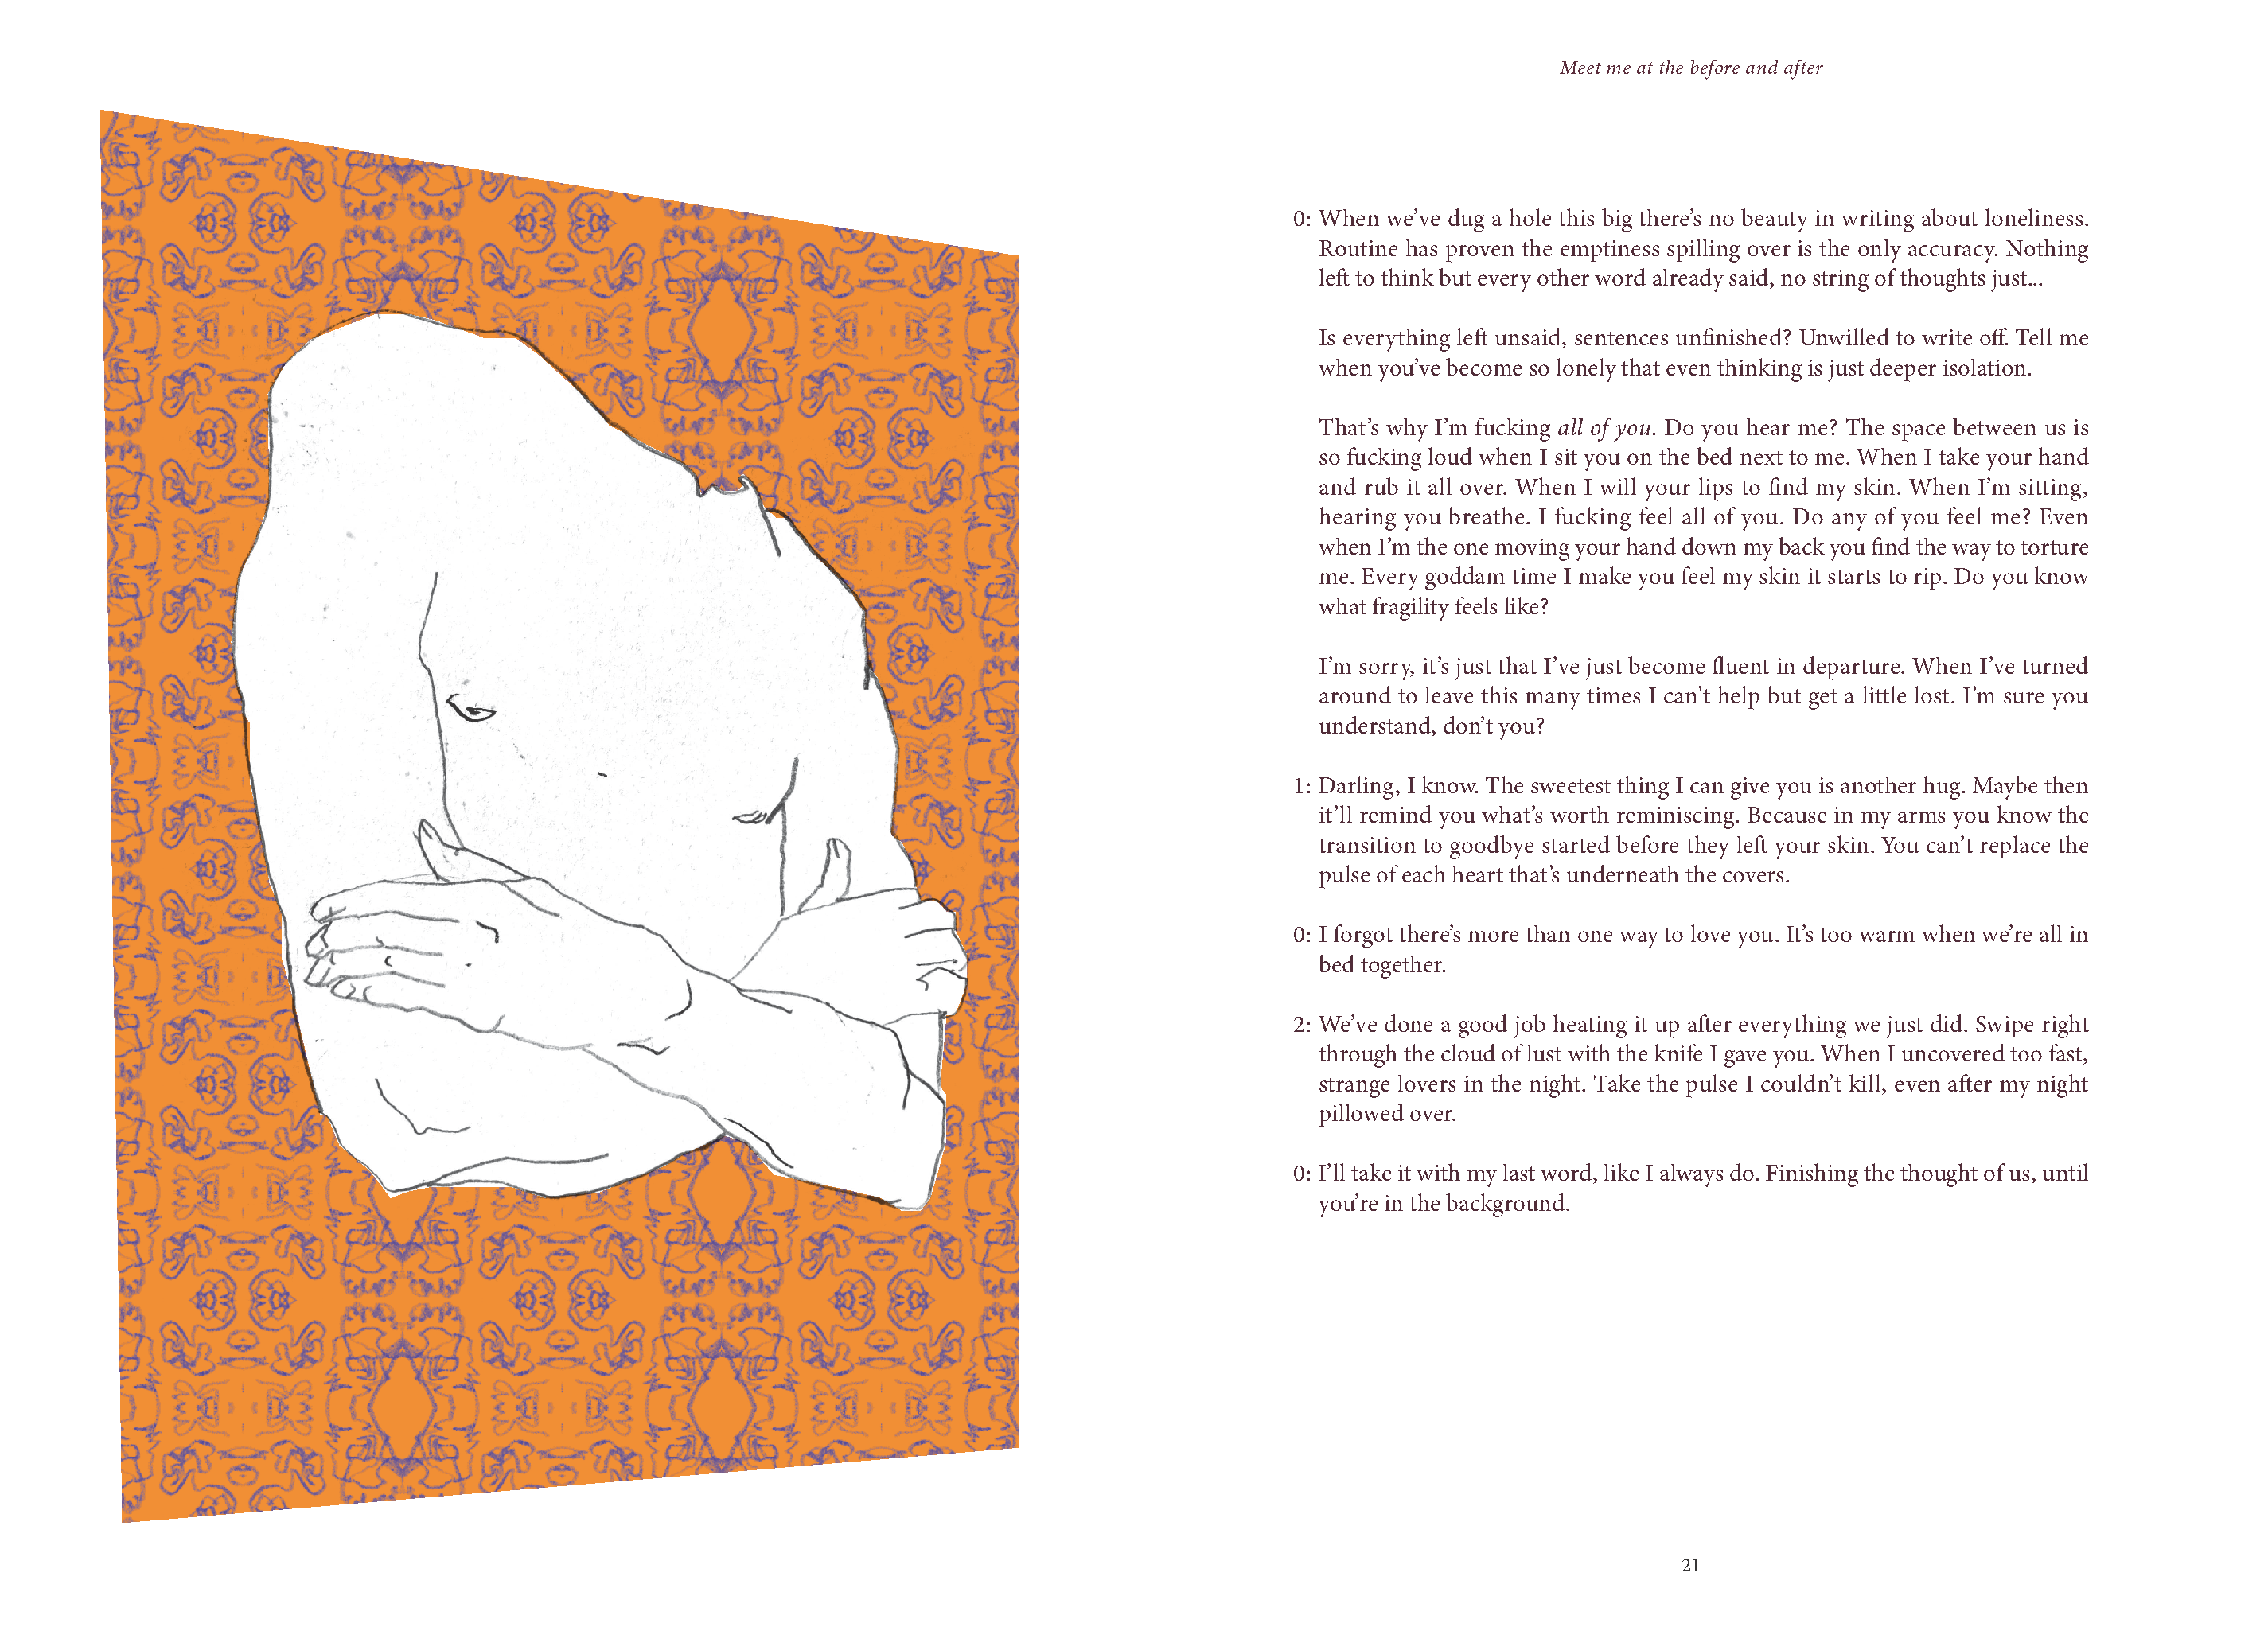 Meet me at the before and after
0: When we’ve dug a hole this big there’s no beauty in writing about loneliness.
Routine has proven the emptiness spilling over is the only accuracy. Nothing
left to think but every other word already said, no string of thoughts just...
Is everything left unsaid, sentences unfinished? Unwilled to write off. Tell me
when you’ve become so lonely that even thinking is just deeper isolation.
That’s why I’m fucking all of you. Do you hear me? The space between us is
so fucking loud when I sit you on the bed next to me. When I take your hand
and rub it all over. When I will your lips to find my skin. When I’m sitting,
hearing you breathe. I fucking feel all of you. Do any of you feel me? Even
when I’m the one moving your hand down my back you find the way to torture
me. Every goddam time I make you feel my skin it starts to rip. Do you know
what fragility feels like?
I’m sorry, it’s just that I’ve just become fluent in departure. When I’ve turned
around to leave this many times I can’t help but get a little lost. I’m sure you
understand, don’t you?
1: Darling, I know. The sweetest thing I can give you is another hug. Maybe then
it’ll remind you what’s worth reminiscing. Because in my arms you know the
transition to goodbye started before they left your skin. You can’t replace the
pulse of each heart that’s underneath the covers.
0: I forgot there’s more than one way to love you. It’s too warm when we’re all in
bed together.
2: We’ve done a good job heating it up after everything we just did. Swipe right
through the cloud of lust with the knife I gave you. When I uncovered too fast,
strange lovers in the night. Take the pulse I couldn’t kill, even after my night
pillowed over.
0: I’ll take it with my last word, like I always do. Finishing the thought of us, until
you’re in the background.
21